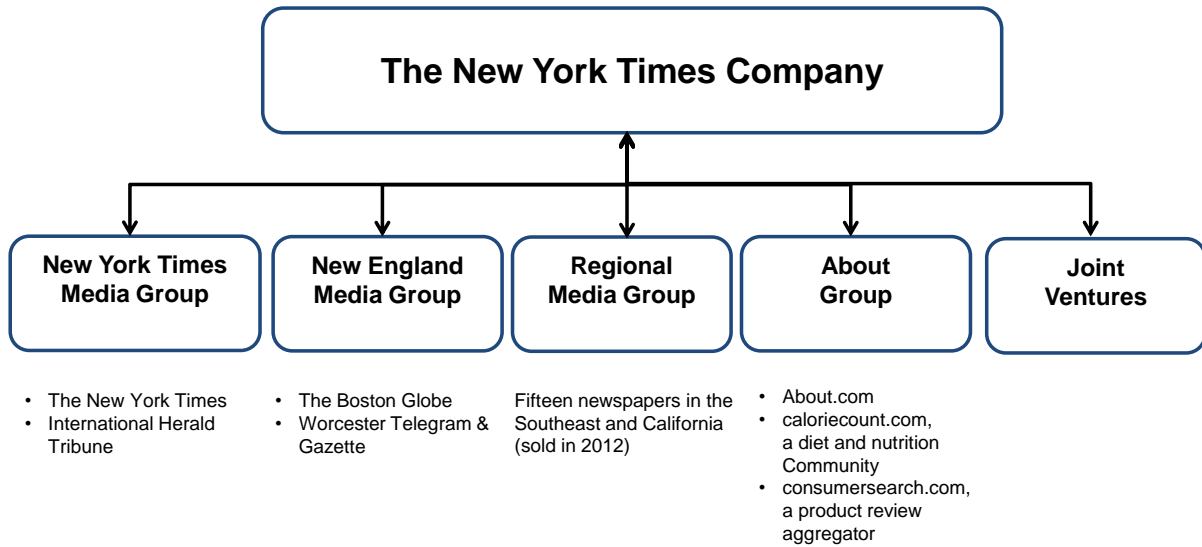 The New York Times Company
New York Times
Media Group
New England
Media Group
Regional
Media Group
About
Group
Joint
Ventures
• The New York Times
• International Herald
Tribune
• The Boston Globe
• Worcester Telegram &
Gazette
Fifteen newspapers in the
Southeast and California
(sold in 2012)
• About.com
• caloriecount.com,
a diet and nutrition
Community
• consumersearch.com,
a product review
aggregator